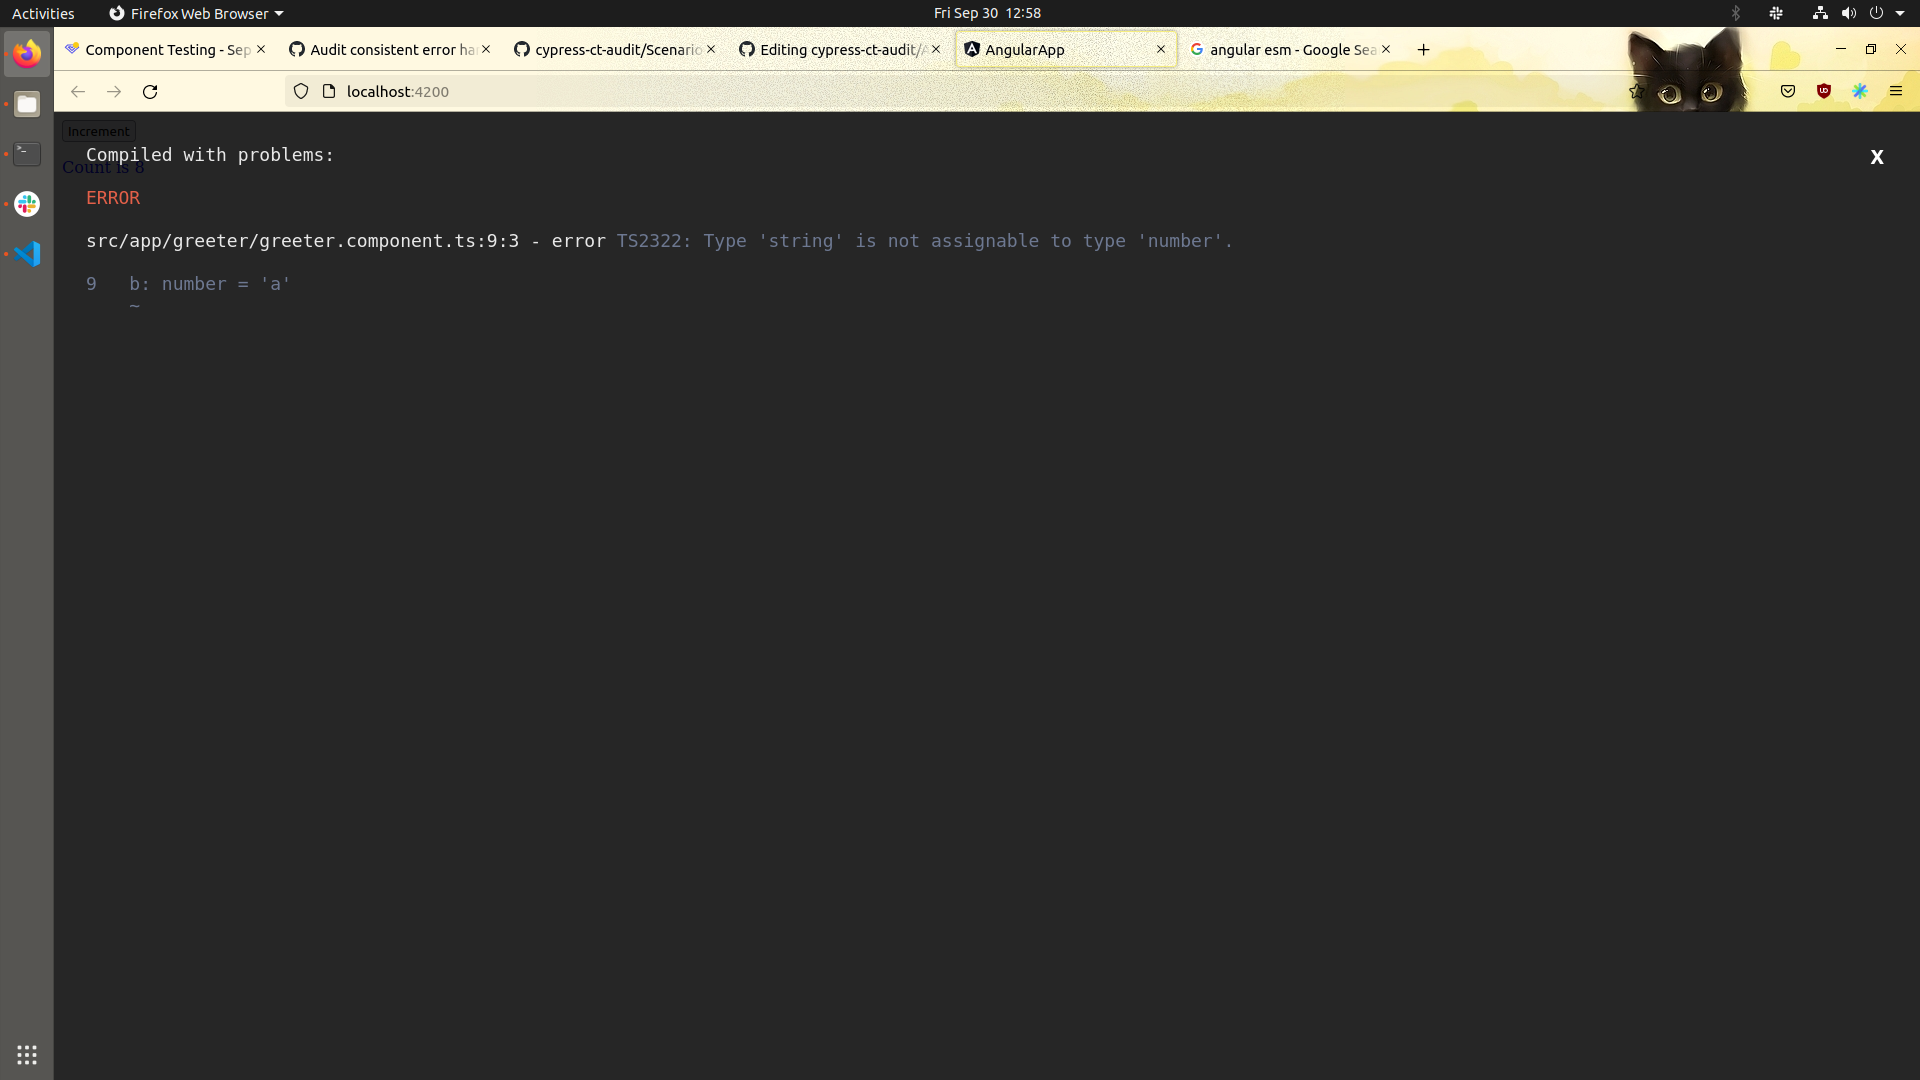 Activities Firefox Web Browser Fri Sep 30 12:58
Component Testing - Sep Audit consistent error ha cypress-ct-audit/Scenario Editing cypress-ct-audit/A AngularApp angular esm - Google Sea
localhost:4200
Increment
Compiled with problems:
X
Count is 8
ERROR
src/app/greeter/greeter.component.ts:9:3 - error TS2322: Type 'string' is not assignable to type 'number'.
9 b: number = 'a'
~